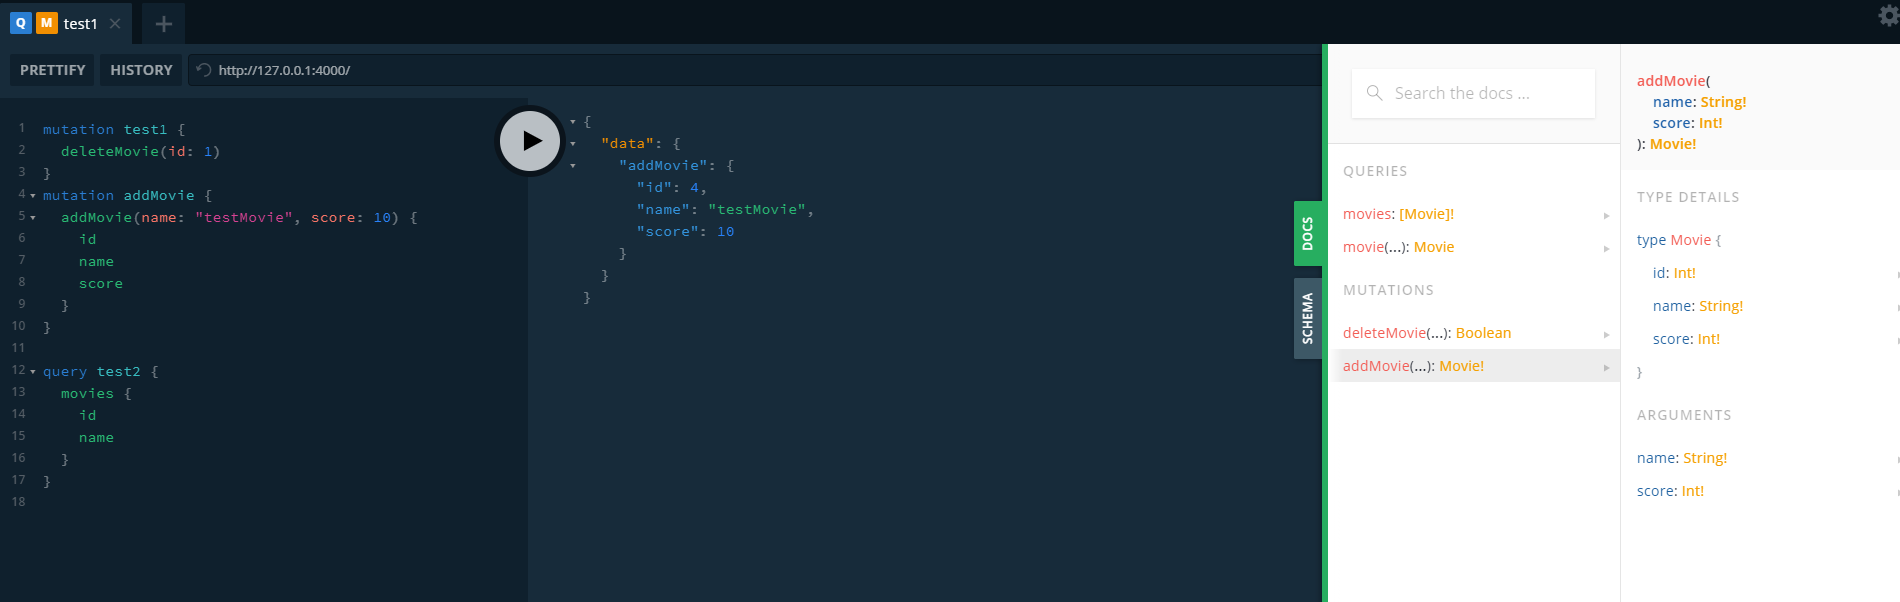 Q M test1
PRETTIFY HISTORY http://127.0.0.1:4000/
1 mutation test1 {
2 deleteMovie(id: 1)
3 }
4 mutation addMovie {
5 addMovie(name: "testMovie", score: 10) {
6 id
7 name
8 score
9 }
10 }
11
12 query test2 {
13 movies {
14 id
15 name
16 }
17 }
18
{
"data": {
"addMovie": {
"id": 4,
"name": "testMovie",
"score": 10
}
}
}
DOCS
SCHEMA
Search the docs ...
QUERIES
movies: [Movie]!
movie(...): Movie
MUTATIONS
deleteMovie(...): Boolean
addMovie(...): Movie!
addMovie(
name: String!
score: Int!
): Movie!
TYPE DETAILS
type Movie {
id: Int!
name: String!
score: Int!
}
ARGUMENTS
name: String!
score: Int!